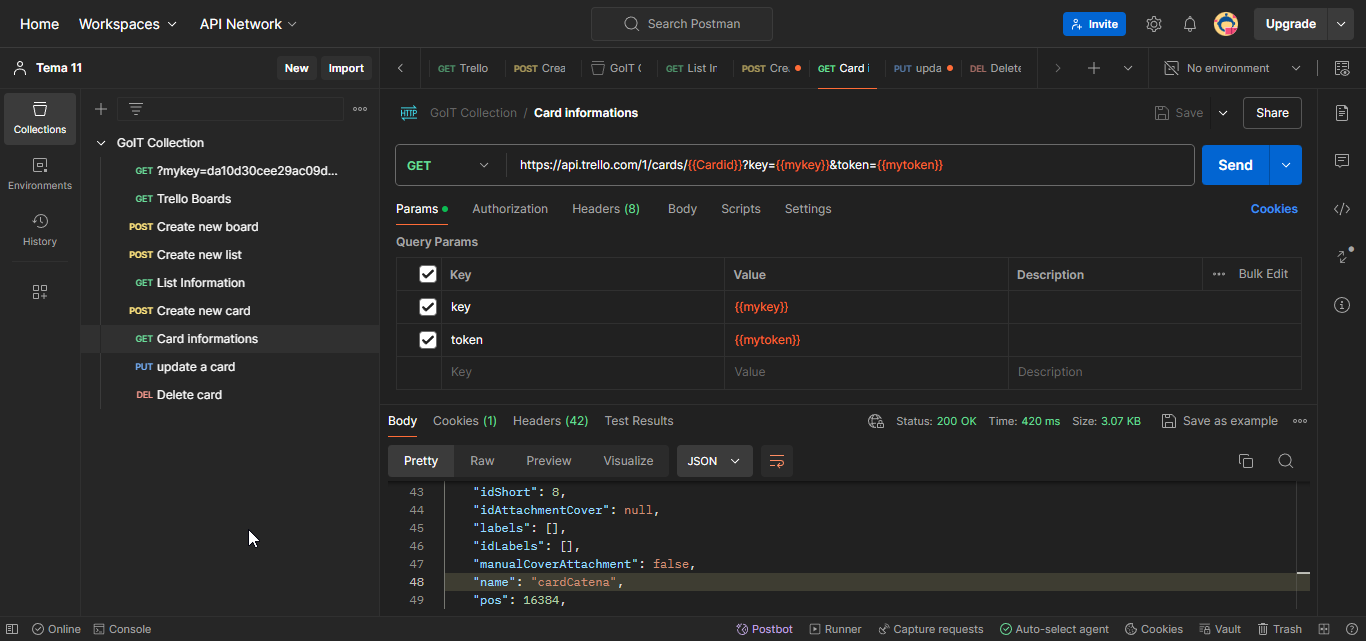 Home Workspaces API Network Search Postman Invite Upgrade
Tema 11 New Import
GET Trello POST Crea GoIT ( GET List Ir POST Cre GET Card i PUT upda DEL Delete No environment
Collections
Environments
History
GoIT Collection
GET ?mykey=da10d30cee29ac09d...
GET Trello Boards
POST Create new board
POST Create new list
GET List Information
POST Create new card
GET Card informations
PUT update a card
DEL Delete card
HTTP GoIT Collection / Card informations Save Share
GET https://api.trello.com/1/cards/{{Cardid}}?key={{mykey}}&token={{mytoken}} Send
Params Authorization Headers (8) Body Scripts Settings Cookies
Query Params
Key Value Description Bulk Edit
key {{mykey}}
token {{mytoken}}
Key Value Description
Body Cookies (1) Headers (42) Test Results Status: 200 OK Time: 420 ms Size: 3.07 KB Save as example
Pretty Raw Preview Visualize JSON
43 "idShort": 8,
44 "idAttachmentCover": null,
45 "labels": [],
46 "idLabels": [],
47 "manualCoverAttachment": false,
48 "name": "cardCatena",
49 "pos": 16384,
Online Console Postbot Runner Capture requests Auto-select agent Cookies Vault Trash